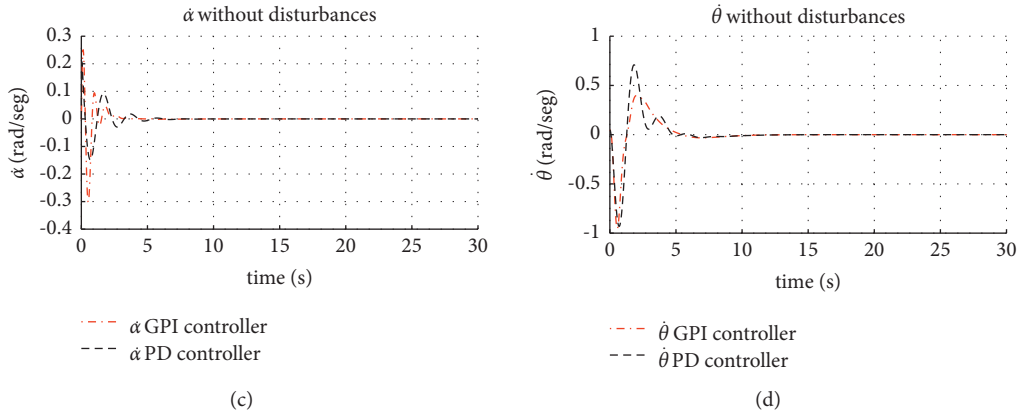 α̇ without disturbances
0.3
0.2
0.1
0
-0.1
-0.2
-0.3
-0.4
α̇ (rad/seg)
0 5 10 15 20 25 30
time (s)
α̇ GPI controller
α̇ PD controller
(c)
θ̇ without disturbances
1
0.5
0
-0.5
-1
θ̇ (rad/seg)
0 5 10 15 20 25 30
time (s)
θ̇ GPI controller
θ̇ PD controller
(d)